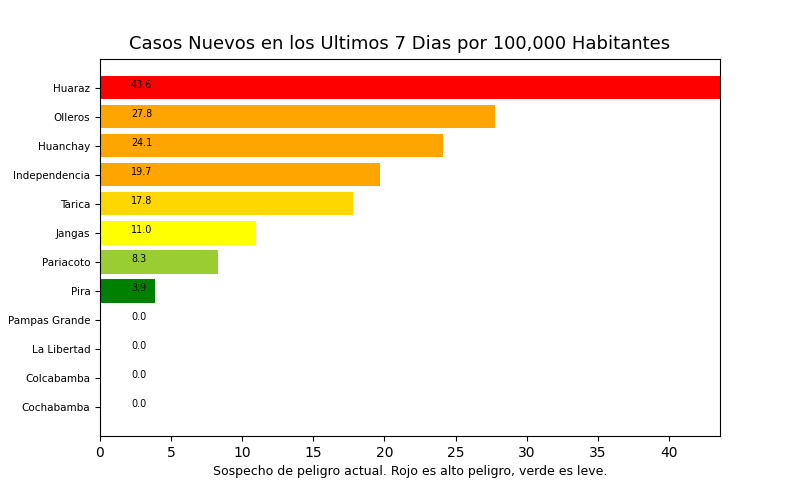 Casos Nuevos en los Ultimos 7 Dias por 100,000 Habitantes
Huaraz 43.6
Olleros 27.8
Huanchay 24.1
Independencia 19.7
Tarica 17.8
Jangas 11.0
Pariacoto 8.3
Pira 3.9
Pampas Grande 0.0
La Libertad 0.0
Colcabamba 0.0
Cochabamba 0.0
0 5 10 15 20 25 30 35 40
Sospecho de peligro actual. Rojo es alto peligro, verde es leve.